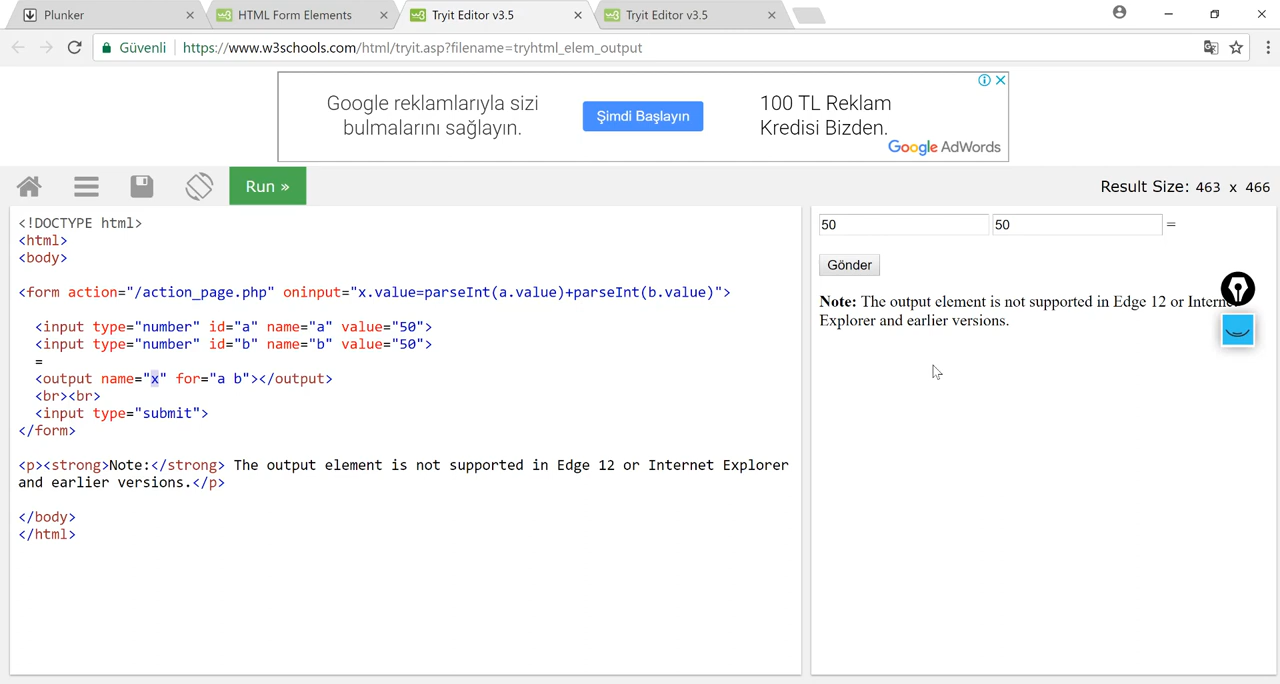 Plunker
HTML Form Elements
Tryit Editor v3.5
Tryit Editor v3.5
Güvenli
https://www.w3schools.com/html/tryit.asp?filename=tryhtml_elem_output
Google reklamlarıyla sizi
bulmalarını sağlayın.
Şimdi Başlayın
100 TL Reklam
Kredisi Bizden.
Google AdWords
Run »
Result Size: 463 x 466
<!DOCTYPE html>
<html>
<body>
<form action="/action_page.php" oninput="x.value=parseInt(a.value)+parseInt(b.value)">
<input type="number" id="a" name="a" value="50">
<input type="number" id="b" name="b" value="50">
=
<output name="x" for="a b"></output>
<br><br>
<input type="submit">
</form>
<p><strong>Note:</strong> The output element is not supported in Edge 12 or Internet Explorer
and earlier versions.</p>
</body>
</html>
50 50 =
Gönder
Note: The output element is not supported in Edge 12 or Interne
Explorer and earlier versions.